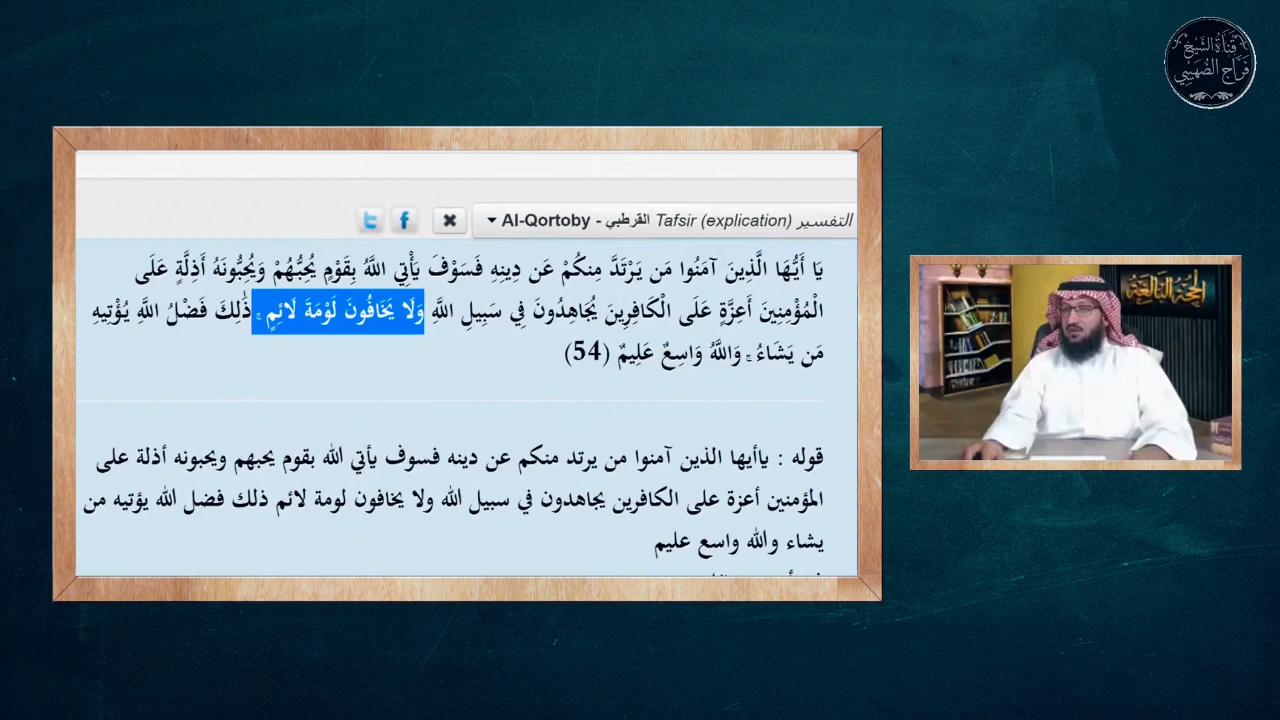 قناة الشيخ
فراج الصهيبي
التفسير Tafsir (explication) القرطبي - Al-Qortoby
يَا أَيُّهَا الَّذِينَ آمَنُوا مَن يَرْتَدَّ مِنكُمْ عَن دِينِهِ فَسَوْفَ يَأْتِي اللَّهُ بِقَوْمٍ يُحِبُّهُمْ وَيُحِبُّونَهُ أَذِلَّةٍ عَلَى
الْمُؤْمِنِينَ أَعِزَّةٍ عَلَى الْكَافِرِينَ يُجَاهِدُونَ فِي سَبِيلِ اللَّهِ وَلَا يَخَافُونَ لَوْمَةَ لَائِمٍ ۚ ذَٰلِكَ فَضْلُ اللَّهِ يُؤْتِيهِ
مَن يَشَاءُ ۚ وَاللَّهُ وَاسِعٌ عَلِيمٌ (54)
قوله : ياأيها الذين آمنوا من يرتد منكم عن دينه فسوف يأتي الله بقوم يحبهم ويحبونه أذلة على
المؤمنين أعزة على الكافرين يجاهدون في سبيل الله ولا يخافون لومة لائم ذلك فضل الله يؤتيه من
يشاء والله واسع عليم